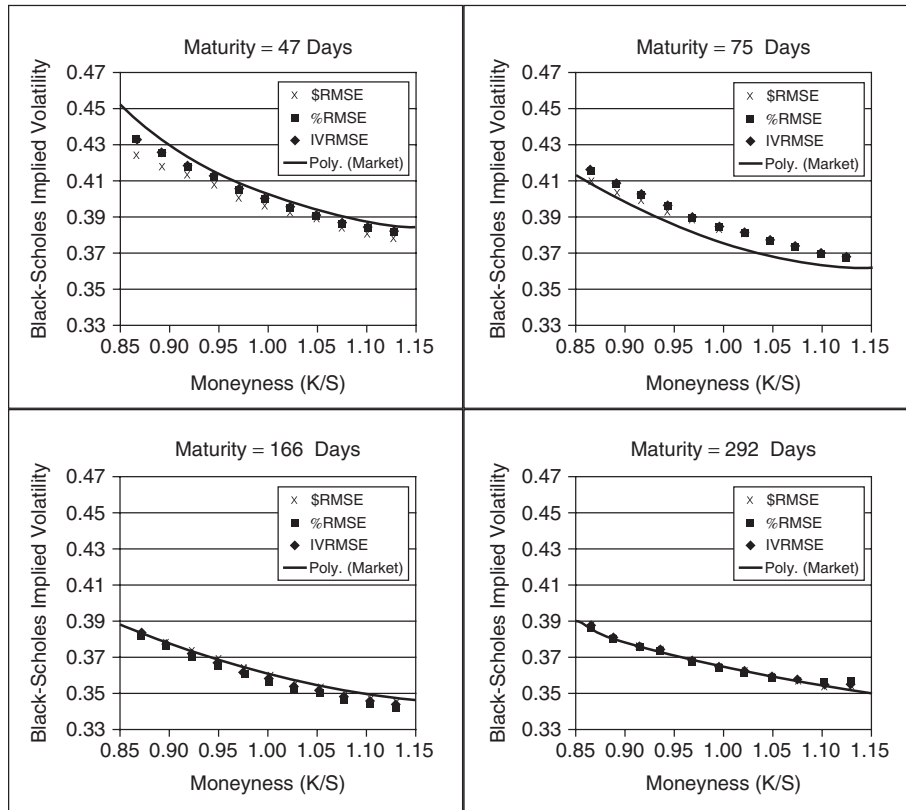 Maturity = 47 Days
Black-Scholes Implied Volatility
0.47
0.45
0.43
0.41
0.39
0.37
0.35
0.33
$RMSE
%RMSE
IVRMSE
Poly. (Market)
0.85 0.90 0.95 1.00 1.05 1.10 1.15
Moneyness (K/S)
Maturity = 75 Days
Black-Scholes Implied Volatility
0.47
0.45
0.43
0.41
0.39
0.37
0.35
0.33
$RMSE
%RMSE
IVRMSE
Poly. (Market)
0.85 0.90 0.95 1.00 1.05 1.10 1.15
Moneyness (K/S)
Maturity = 166 Days
Black-Scholes Implied Volatility
0.47
0.45
0.43
0.41
0.39
0.37
0.35
0.33
$RMSE
%RMSE
IVRMSE
Poly. (Market)
0.85 0.90 0.95 1.00 1.05 1.10 1.15
Moneyness (K/S)
Maturity = 292 Days
Black-Scholes Implied Volatility
0.47
0.45
0.43
0.41
0.39
0.37
0.35
0.33
$RMSE
%RMSE
IVRMSE
Poly. (Market)
0.85 0.90 0.95 1.00 1.05 1.10 1.15
Moneyness (K/S)